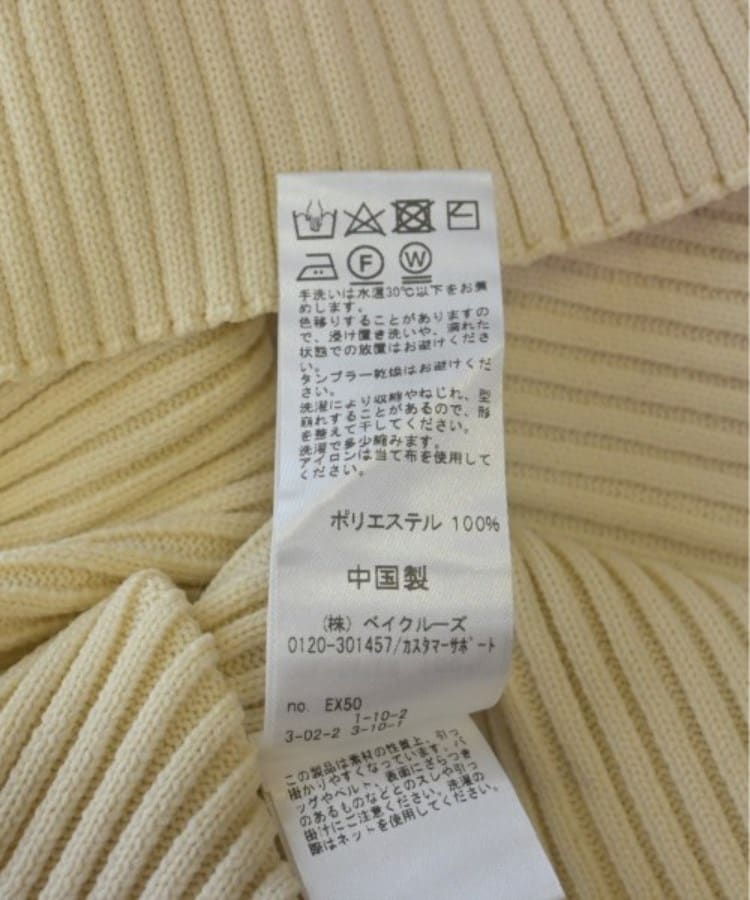 F W
手洗いは水温30℃以下をお薦
めします。
色移りすることがありますの
で、浸け置き洗いや、濡れた
状態での放置はお避けくださ
い。
タンブラー乾燥はお避けくだ
さい。
洗濯により収縮やねじれ、型
崩れすることがあるので、形
を整えて干してください。
洗濯で多少縮みます。
アイロンは当て布を使用して
ください。
ポリエステル 100%
中国製
(株) ベイクルーズ
0120-301457/カスタマーサポート
no. EX50
1-10-2
3-02-2 3-10-1
この製品は素材の性質上、引っ
掛かりやすくなっています。バ
ッグやベルト、表面にざらつき
のあるものなどとのスレや引っ
掛けにご注意ください。洗濯の
際はネットを使用してください。